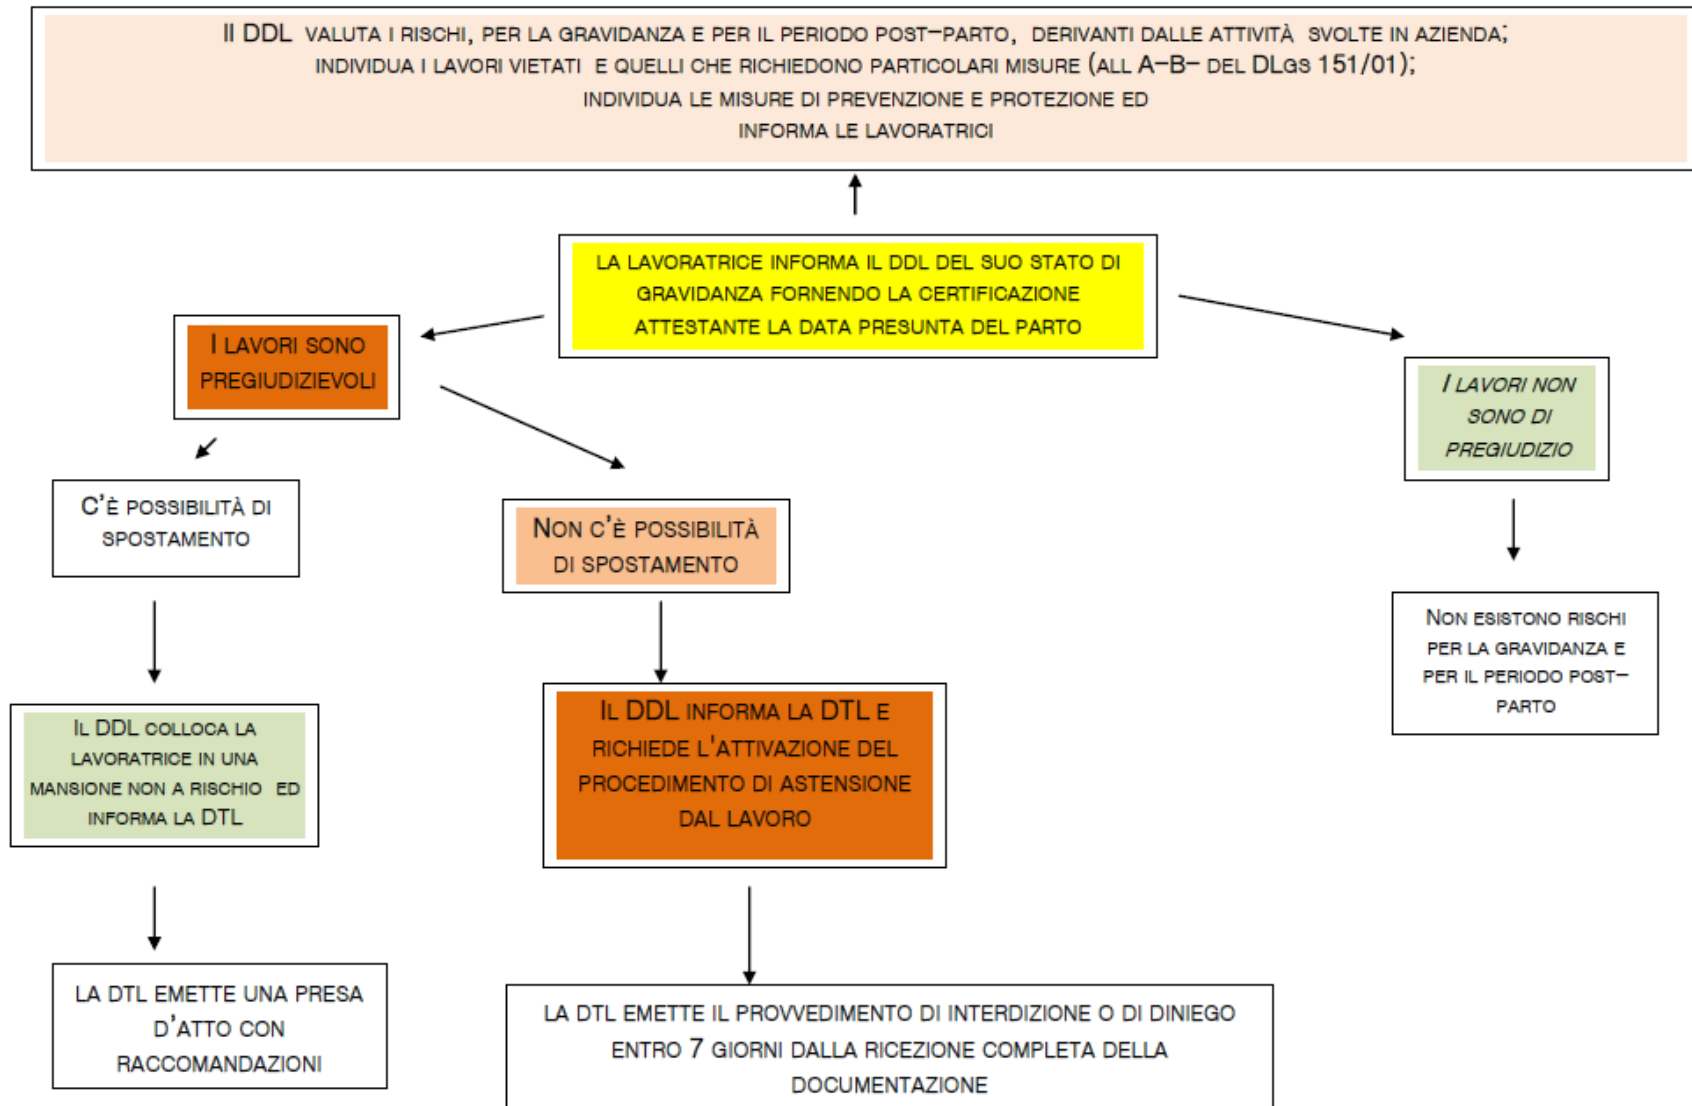 Il DDL VALUTA I RISCHI, PER LA GRAVIDANZA E PER IL PERIODO POST-PARTO, DERIVANTI DALLE ATTIVITÀ SVOLTE IN AZIENDA;
INDIVIDUA I LAVORI VIETATI E QUELLI CHE RICHIEDONO PARTICOLARI MISURE (ALL A-B- DEL DLGS 151/01);
INDIVIDUA LE MISURE DI PREVENZIONE E PROTEZIONE ED
INFORMA LE LAVORATRICI
LA LAVORATRICE INFORMA IL DDL DEL SUO STATO DI
GRAVIDANZA FORNENDO LA CERTIFICAZIONE
ATTESTANTE LA DATA PRESUNTA DEL PARTO
I LAVORI SONO
PREGIUDIZIEVOLI
I LAVORI NON
SONO DI
PREGIUDIZIO
C'È POSSIBILITÀ DI
SPOSTAMENTO
NON C'È POSSIBILITÀ
DI SPOSTAMENTO
NON ESISTONO RISCHI
PER LA GRAVIDANZA E
PER IL PERIODO POST-
PARTO
IL DDL COLLOCA LA
LAVORATRICE IN UNA
MANSIONE NON A RISCHIO ED
INFORMA LA DTL
IL DDL INFORMA LA DTL E
RICHIEDE L'ATTIVAZIONE DEL
PROCEDIMENTO DI ASTENSIONE
DAL LAVORO
LA DTL EMETTE UNA PRESA
D'ATTO CON
RACCOMANDAZIONI
LA DTL EMETTE IL PROVVEDIMENTO DI INTERDIZIONE O DI DINIEGO
ENTRO 7 GIORNI DALLA RICEZIONE COMPLETA DELLA
DOCUMENTAZIONE